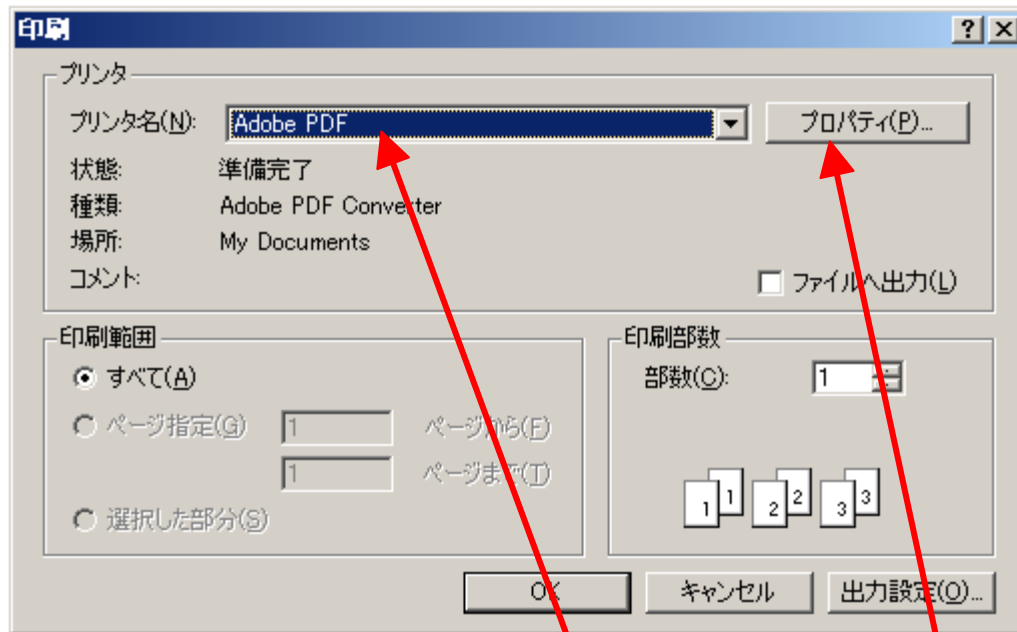 印刷
プリンタ
プリンタ名(N): Adobe PDF プロパティ(P)...
状態: 準備完了
種類: Adobe PDF Converter
場所: My Documents
コメント:
ファイルへ出力(L)
印刷範囲
すべて(A)
ページ指定(G) 1 ページから(F)
1 ページまで(T)
選択した部分(S)
印刷部数
部数(C): 1
1 1 2 2 3 3
OK キャンセル 出力設定(O)...